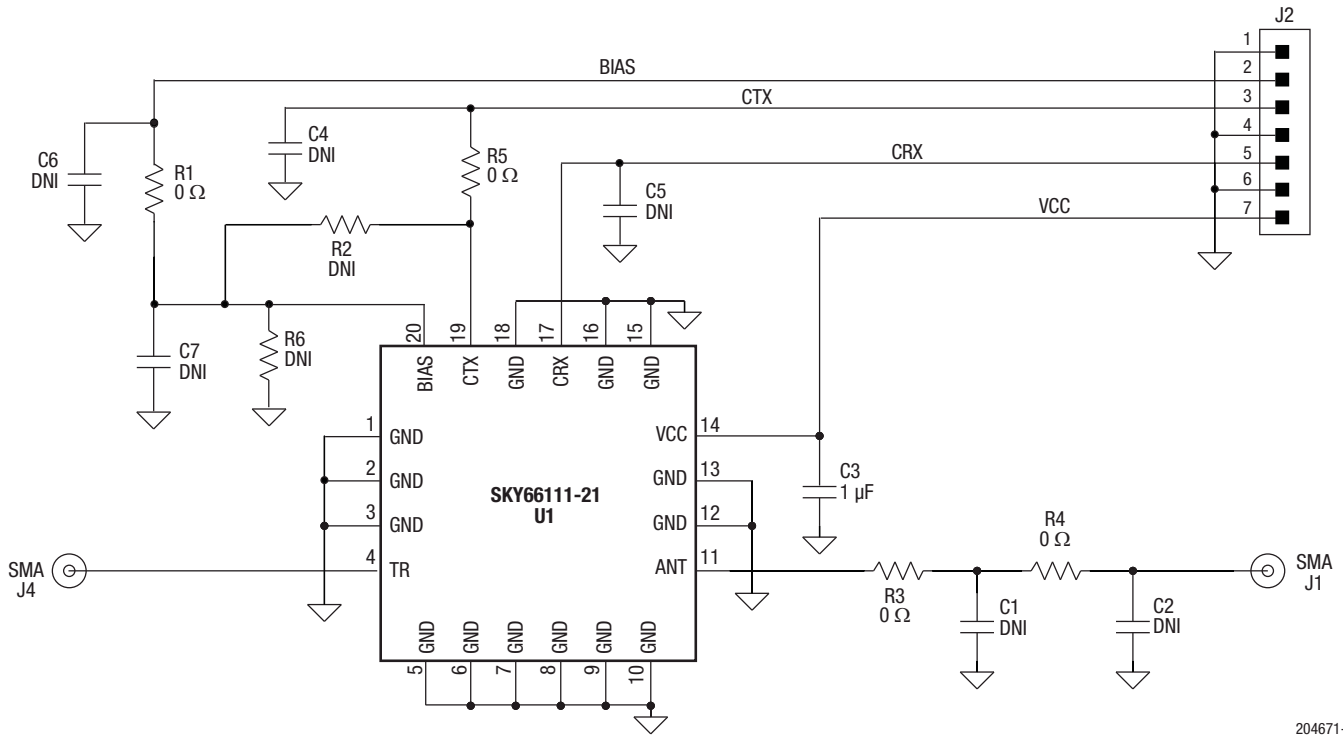 J2
1
BIAS
2
CTX
3
4
CRX
5
6
VCC
7
C6
DNI
R1
0 Ω
C4
DNI
R5
0 Ω
C5
DNI
R2
DNI
C7
DNI
R6
DNI
20
19
18
17
16
15
BIAS
CTX
GND
CRX
GND
GND
1
GND
2
GND
3
GND
4
TR
SKY66111-21
U1
VCC
14
GND
13
GND
12
ANT
11
C3
1 µF
SMA
J4
R3
0 Ω
R4
0 Ω
C1
DNI
C2
DNI
SMA
J1
GND
GND
GND
GND
GND
GND
5
6
7
8
9
10